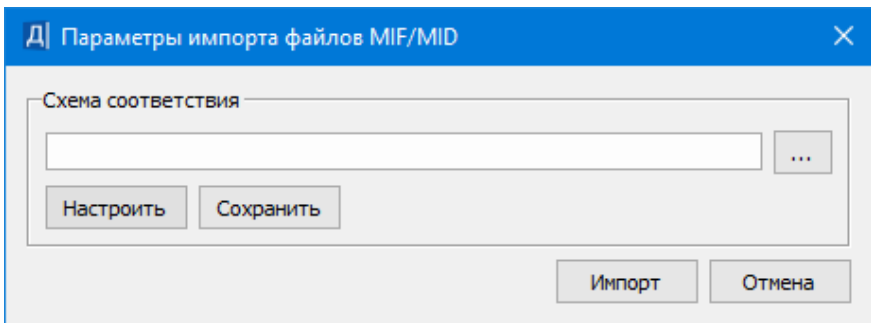 Д Параметры импорта файлов MIF/MID
Схема соответствия
...
Настроить Сохранить
Импорт Отмена